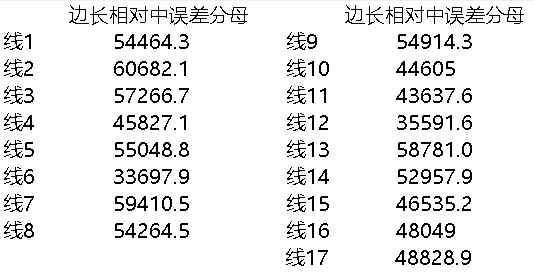 边长相对中误差分母
线1 54464.3
线2 60682.1
线3 57266.7
线4 45827.1
线5 55048.8
线6 33697.9
线7 59410.5
线8 54264.5
边长相对中误差分母
线9 54914.3
线10 44605
线11 43637.6
线12 35591.6
线13 58781.0
线14 52957.9
线15 46535.2
线16 48049
线17 48828.9